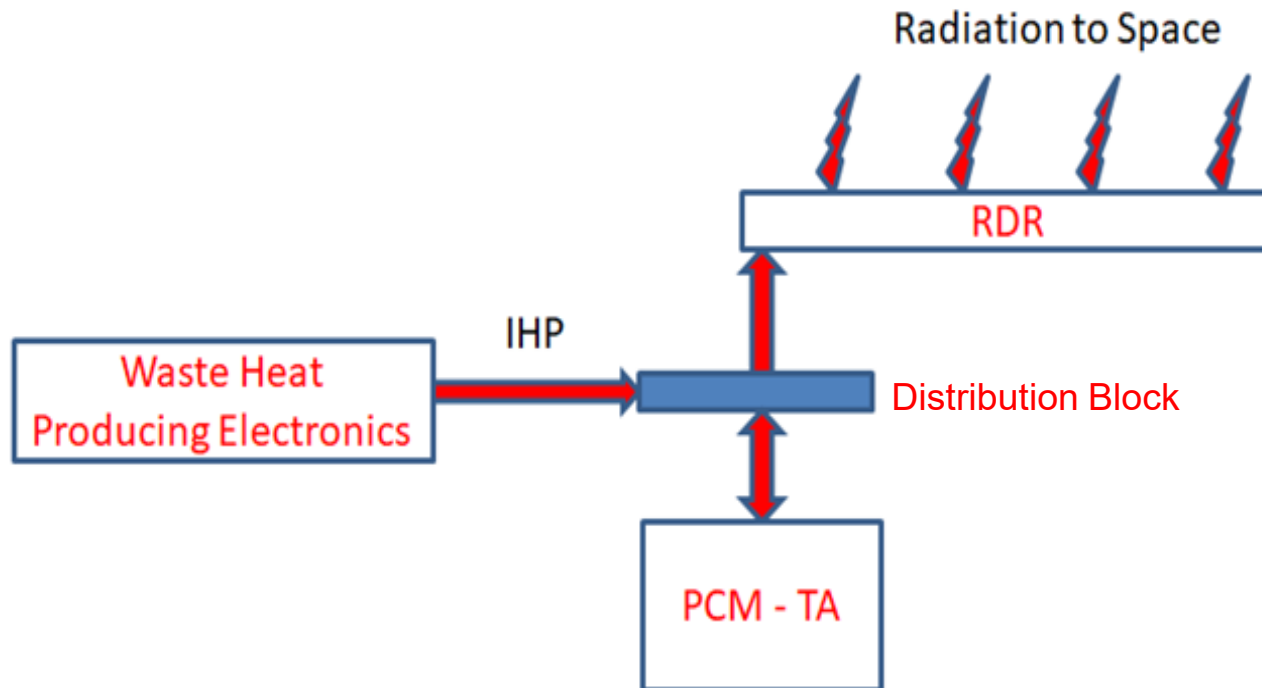 Radiation to Space
RDR
IHP
Waste Heat
Producing Electronics
Distribution Block
PCM - TA